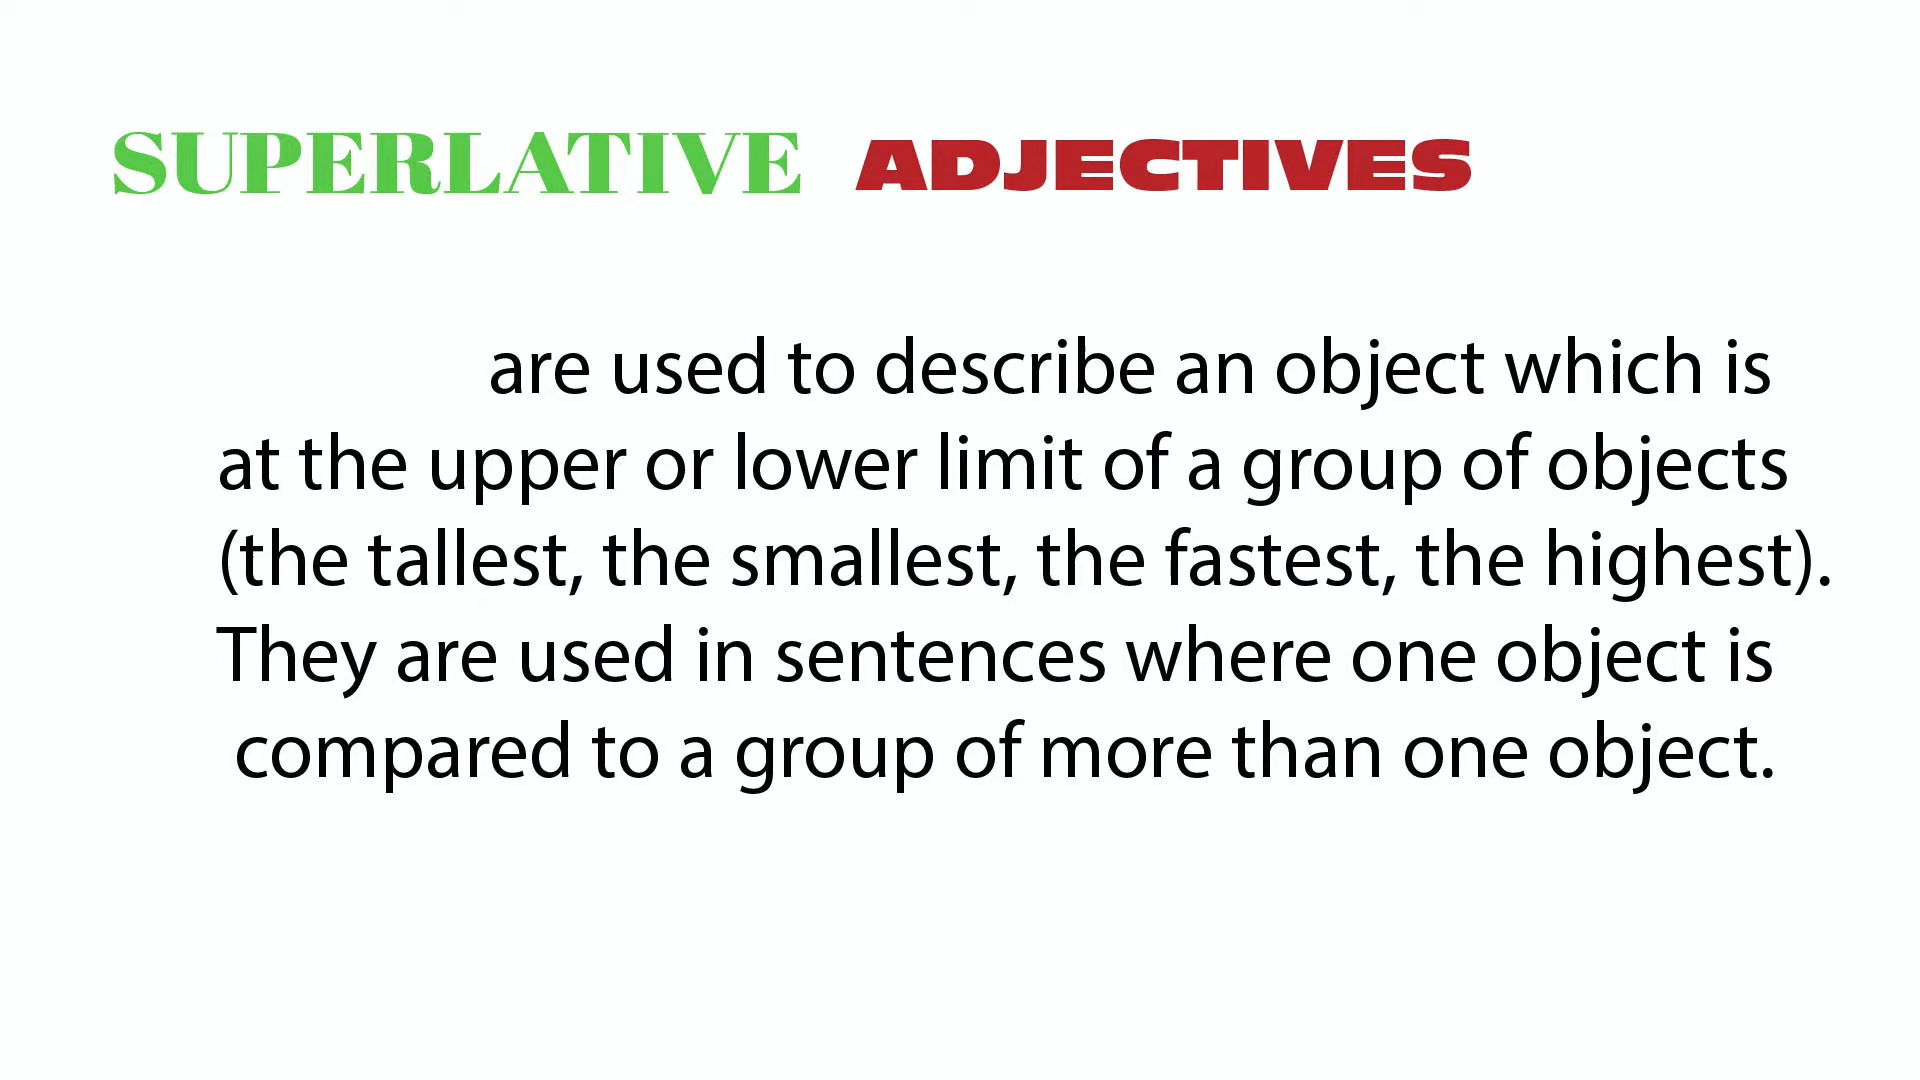 SUPERLATIVE ADJECTIVES
are used to describe an object which is
at the upper or lower limit of a group of objects
(the tallest, the smallest, the fastest, the highest).
They are used in sentences where one object is
compared to a group of more than one object.